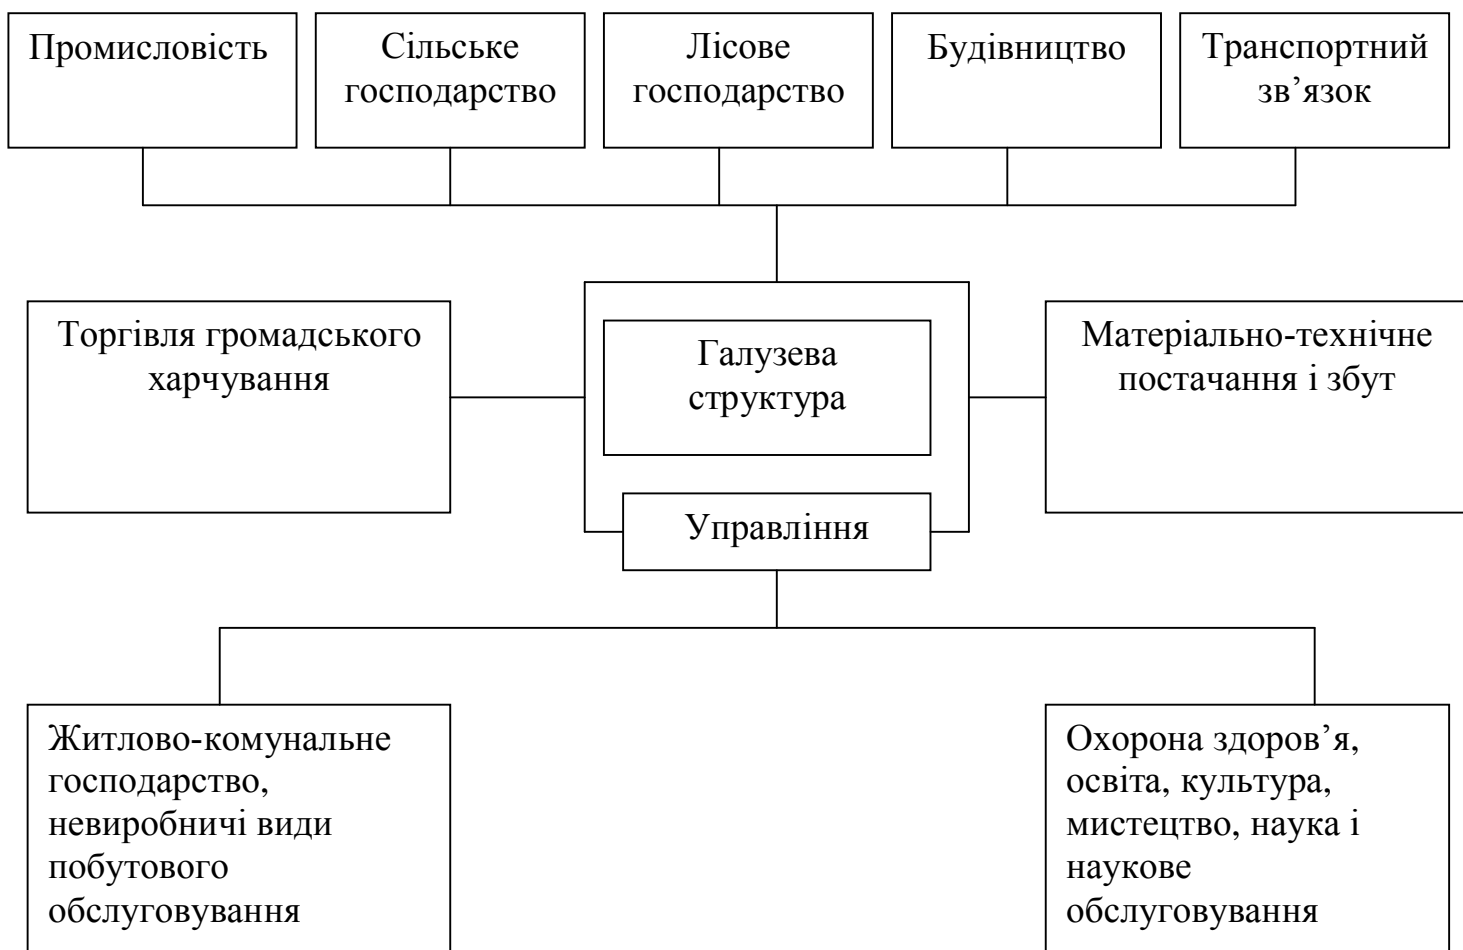 Промисловість
Сільське
господарство
Лісове
господарство
Будівництво
Транспортний
зв’язок
Торгівля громадського
харчування
Галузева
структура
Матеріально-технічне
постачання і збут
Управління
Житлово-комунальне
господарство,
невиробничі види
побутового
обслуговування
Охорона здоров’я,
освіта, культура,
мистецтво, наука і
наукове
обслуговування